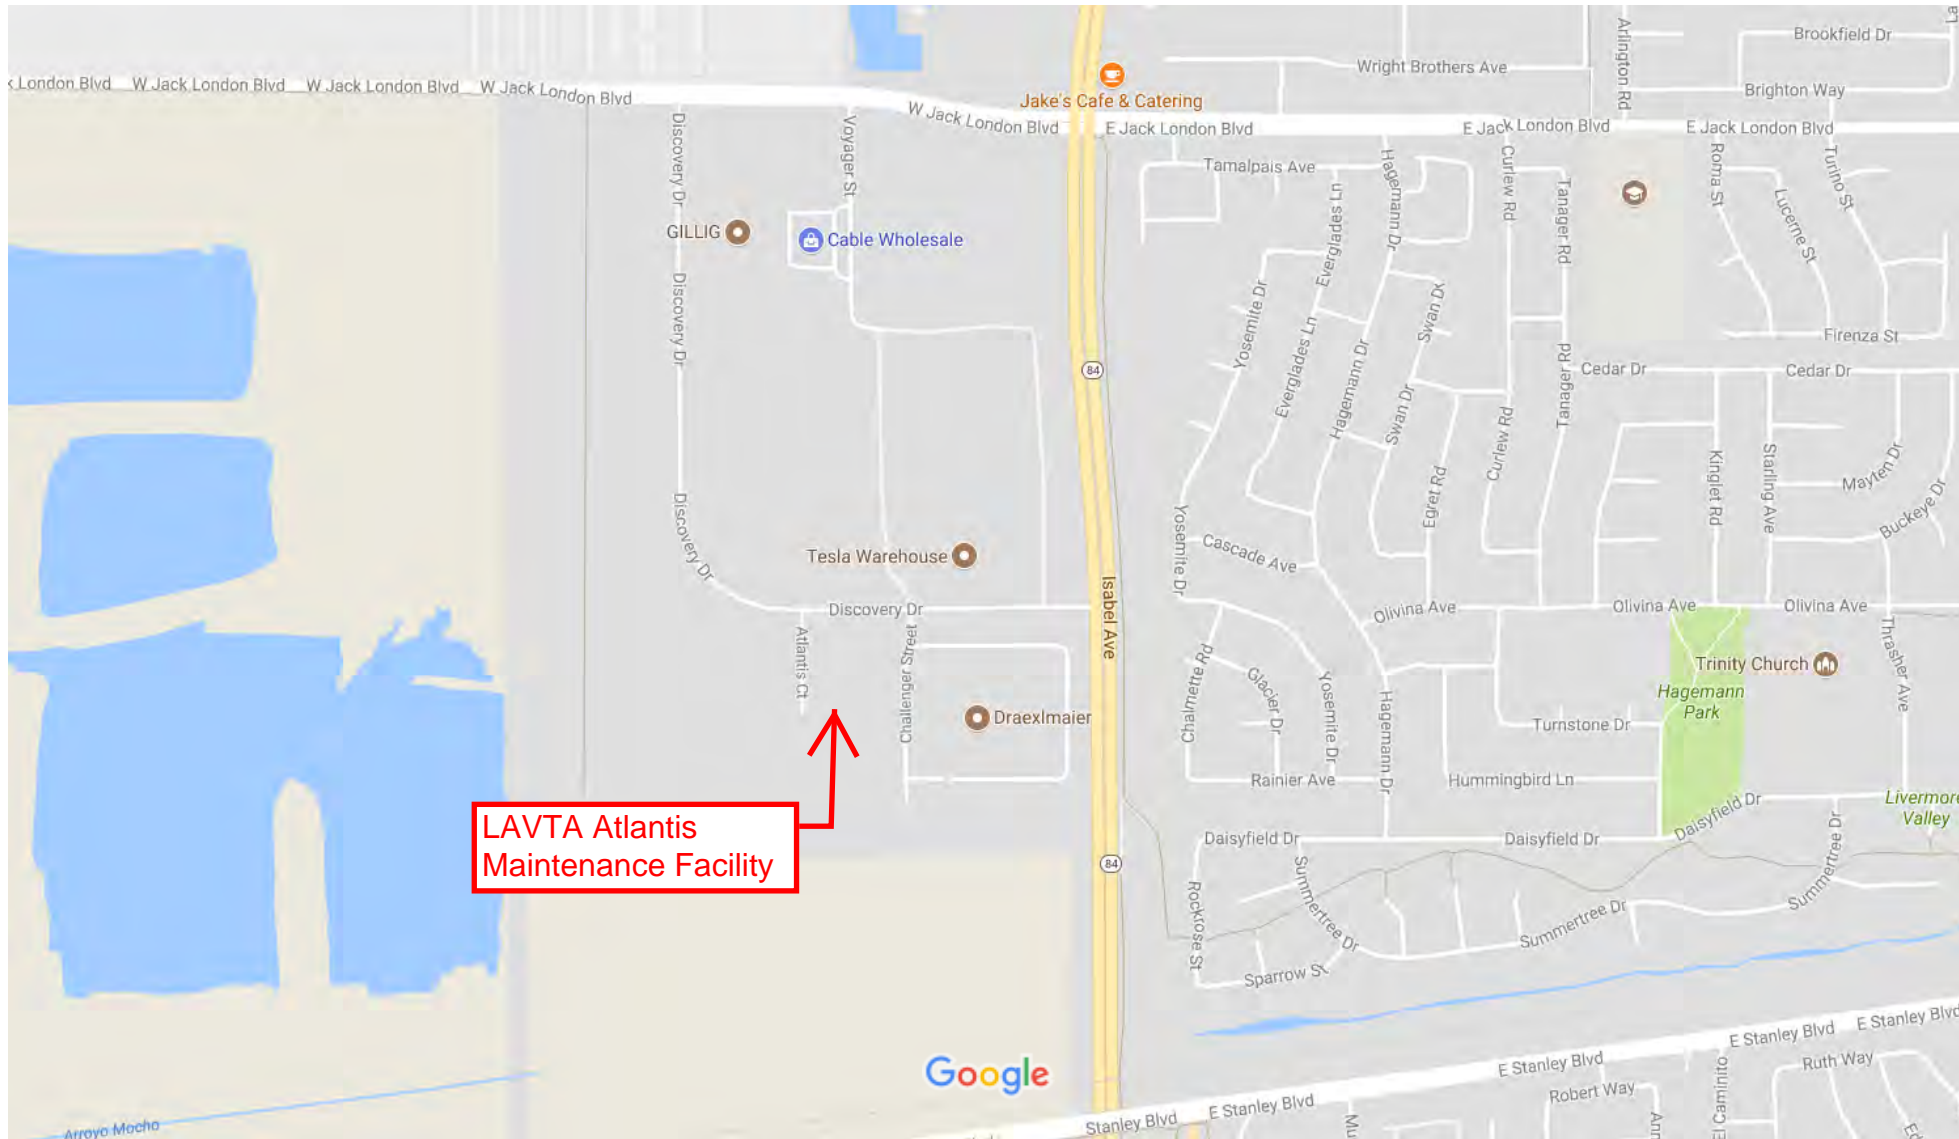 Brookfield Dr
Arlington Rd
Wright Brothers Ave
Brighton Way
London Blvd
W Jack London Blvd
W Jack London Blvd
W Jack London Blvd
Jake's Cafe & Catering
W Jack London Blvd
E Jack London Blvd
E Jack London Blvd
E Jack London Blvd
Discovery Dr
Voyager St
Tamalpais Ave
Hagemann Dr
Curlew Rd
Tanager Rd
Roma St
Lucerne St
Turino St
GILLIG
Cable Wholesale
Everglades Ln
Yosemite Dr
Discovery Dr
Swan Dr
Firenza St
84
Everglades Ln
Hagemann Dr
Swan Dr
Tanager Rd
Cedar Dr
Cedar Dr
Curlew Rd
Egret Rd
Kinglet Rd
Starling Ave
Mayten Dr
Buckeye Dr
Discovery Dr
Yosemite Dr
Cascade Ave
Tesla Warehouse
Isabel Ave
Discovery Dr
Olivina Ave
Olivina Ave
Olivina Ave
Atlantis Ct
Challenger Street
Chalmette Rd
Glacier Dr
Yosemite Dr
Hagemann Dr
Thrasher Ave
Trinity Church
Hagemann
Park
Draexlmaier
Turnstone Dr
Rainier Ave
Hummingbird Ln
LAVTA Atlantis
Maintenance Facility
Livermore
Valley
Daisyfield Dr
Daisyfield Dr
Daisyfield Dr
84
Rockrose St
Summertree Dr
Summertree Dr
Summertree Dr
Sparrow St
E Stanley Blvd
E Stanley Blvd
E Stanley Blvd
Google
Ruth Way
Robert Way
El Caminito
E Stanley Blvd
Stanley Blvd
Arroyo Mocho